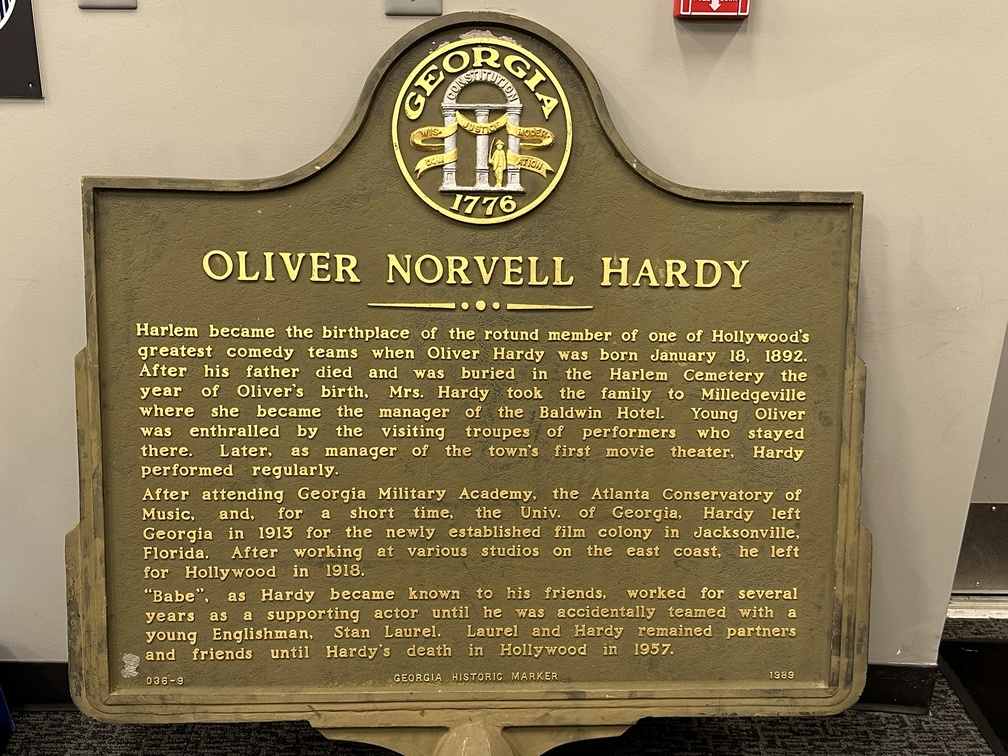 GEORGIA
CONSTITUTION
WIS-
JUSTICE
MODER-
DOM
ATION
1776
OLIVER NORVELL HARDY
Harlem became the birthplace of the rotund member of one of Hollywood's
greatest comedy teams when Oliver Hardy was born January 18, 1892.
After his father died and was buried in the Harlem Cemetery the
year of Oliver's birth, Mrs. Hardy took the family to Milledgeville
where she became the manager of the Baldwin Hotel. Young Oliver
was enthralled by the visiting troupes of performers who stayed
there. Later, as manager of the town's first movie theater, Hardy
performed regularly.
After attending Georgia Military Academy, the Atlanta Conservatory of
Music, and, for a short time, the Univ. of Georgia, Hardy left
Georgia in 1913 for the newly established film colony in Jacksonville,
Florida. After working at various studios on the east coast, he left
for Hollywood in 1918.
"Babe", as Hardy became known to his friends, worked for several
years as a supporting actor until he was accidentally teamed with a
young Englishman, Stan Laurel. Laurel and Hardy remained partners
and friends until Hardy's death in Hollywood in 1957.
036-9 GEORGIA HISTORIC MARKER 1989